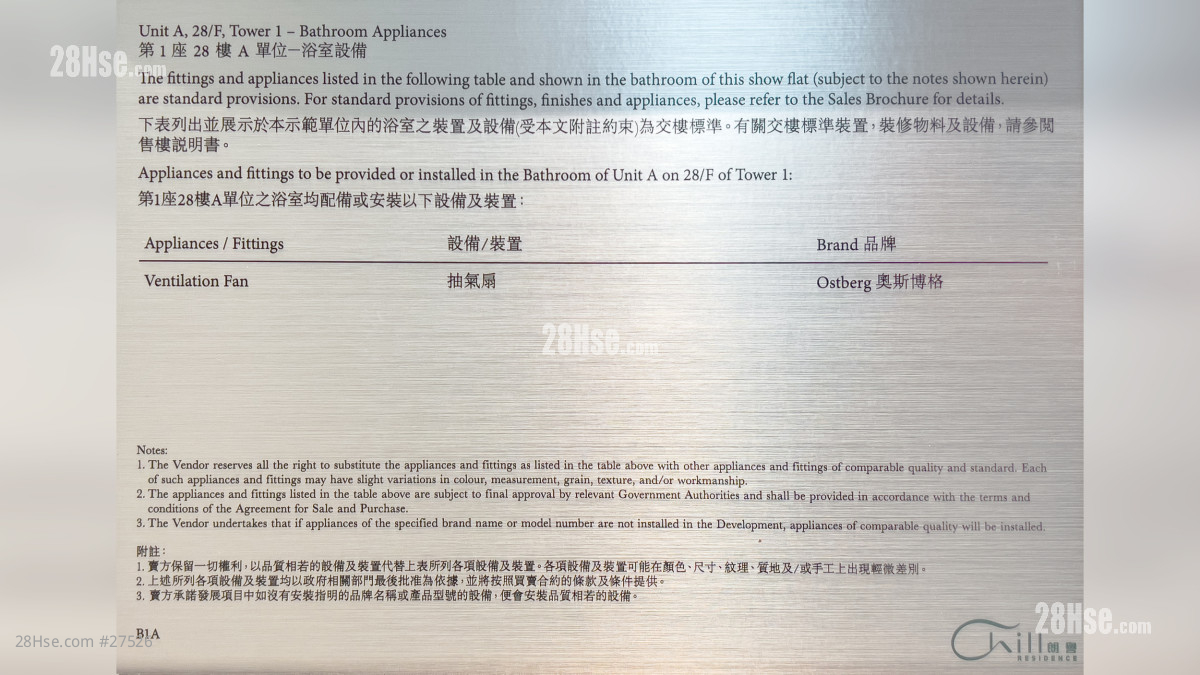 Unit A, 28/F, Tower 1 – Bathroom Appliances
第 1 座 28 樓 A 單位－浴室設備
28Hse.com
The fittings and appliances listed in the following table and shown in the bathroom of this show flat (subject to the notes shown herein)
are standard provisions. For standard provisions of fittings, finishes and appliances, please refer to the Sales Brochure for details.
下表列出並展示於本示範單位內的浴室之裝置及設備(受本文附註約束)為交樓標準。有關交樓標準裝置，裝修物料及設備，請參閱
售樓説明書。
Appliances and fittings to be provided or installed in the Bathroom of Unit A on 28/F of Tower 1:
第1座28樓A單位之浴室均配備或安裝以下設備及裝置：
Appliances / Fittings 設備/裝置 Brand 品牌
Ventilation Fan 抽氣扇 Ostberg 奧斯博格
28Hse.com
Notes:
1. The Vendor reserves all the right to substitute the appliances and fittings as listed in the table above with other appliances and fittings of comparable quality and standard. Each
of such appliances and fittings may have slight variations in colour, measurement, grain, texture, and/or workmanship.
2. The appliances and fittings listed in the table above are subject to final approval by relevant Government Authorities and shall be provided in accordance with the terms and
conditions of the Agreement for Sale and Purchase.
3. The Vendor undertakes that if appliances of the specified brand name or model number are not installed in the Development, appliances of comparable quality will be installed.
附註：
1. 賣方保留一切權利，以品質相若的設備及裝置代替上表所列各項設備及裝置。各項設備及裝置可能在顏色、尺寸、紋理、質地及/或手工上出現輕微差別。
2. 上述所列各項設備及裝置均以政府相關部門最後批准為依據，並將按照買賣合約的條款及條件提供。
3. 賣方承諾發展項目中如沒有安裝指明的品牌名稱或產品型號的設備，便會安裝品質相若的設備。
B1A
28Hse.com #27526
28Hse.com
Chill 朗譽
RESIDENCE